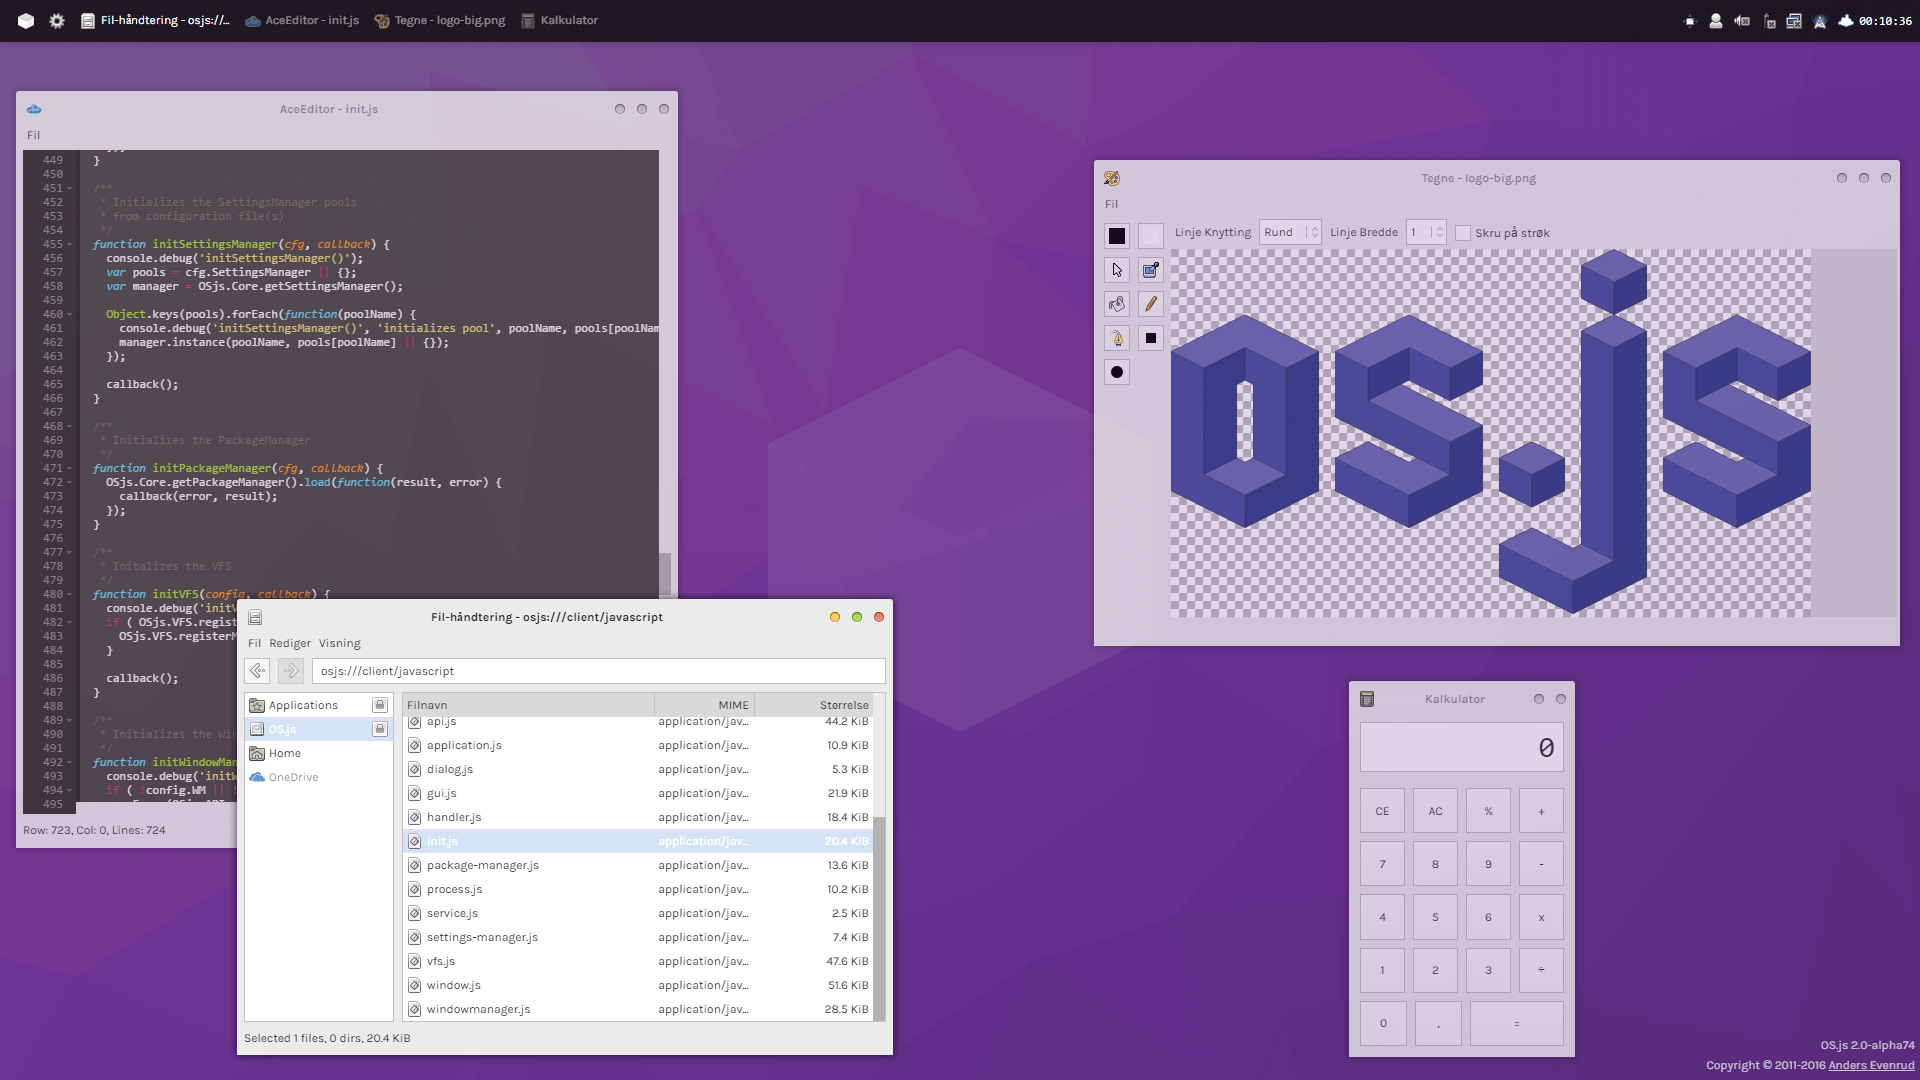 Fil-håndtering - osjs://... AceEditor - init.js Tegne - logo-big.png Kalkulator 00:10:36
AceEditor - init.js
Fil
449 }
450
451 /**
452 * Initializes the SettingsManager pools
453 * from configuration file(s)
454 */
455 function initSettingsManager(cfg, callback) {
456 console.debug('initSettingsManager()');
457 var pools = cfg.SettingsManager || {};
458 var manager = OSjs.Core.getSettingsManager();
459
460 Object.keys(pools).forEach(function(poolName) {
461 console.debug('initSettingsManager()', 'initializes pool', poolName, pools[poolNam
462 manager.instance(poolName, pools[poolName] || {});
463 });
464
465 callback();
466 }
467
468 /**
469 * Initializes the PackageManager
470 */
471 function initPackageManager(cfg, callback) {
472 OSjs.Core.getPackageManager().load(function(result, error) {
473 callback(error, result);
474 });
475 }
476
477 /**
478 * Initalizes the VFS
479 */
480 function initVFS(config, callback) {
481 console.debug('initV
482 if ( OSjs.VFS.regist
483 OSjs.VFS.registerM
484 }
485
486 callback();
487 }
488
489 /**
490 * Initializes the Win
491 */
492 function initWindowMan
493 console.debug('initW
494 if ( !config.WM ||
495
Row: 723, Col: 0, Lines: 724
Fil-håndtering - osjs:///client/javascript
Fil Rediger Visning
osjs:///client/javascript
Applications
OS.js
Home
OneDrive
Filnavn MIME Størrelse
api.js application/jav... 44.2 KiB
application.js application/jav... 10.9 KiB
dialog.js application/jav... 5.3 KiB
gui.js application/jav... 21.9 KiB
handler.js application/jav... 18.4 KiB
init.js application/jav... 20.4 KiB
package-manager.js application/jav... 13.6 KiB
process.js application/jav... 10.2 KiB
service.js application/jav... 2.5 KiB
settings-manager.js application/jav... 7.4 KiB
vfs.js application/jav... 47.6 KiB
window.js application/jav... 51.6 KiB
windowmanager.js application/jav... 28.5 KiB
Selected 1 files, 0 dirs, 20.4 KiB
Tegne - logo-big.png
Fil
Linje Knytting Rund Linje Bredde 1 Skru på strøk
OS.js
Kalkulator
0
CE AC % +
7 8 9 -
4 5 6 x
1 2 3 ÷
0 . =
OS.js 2.0-alpha74
Copyright © 2011-2016 Anders Evenrud